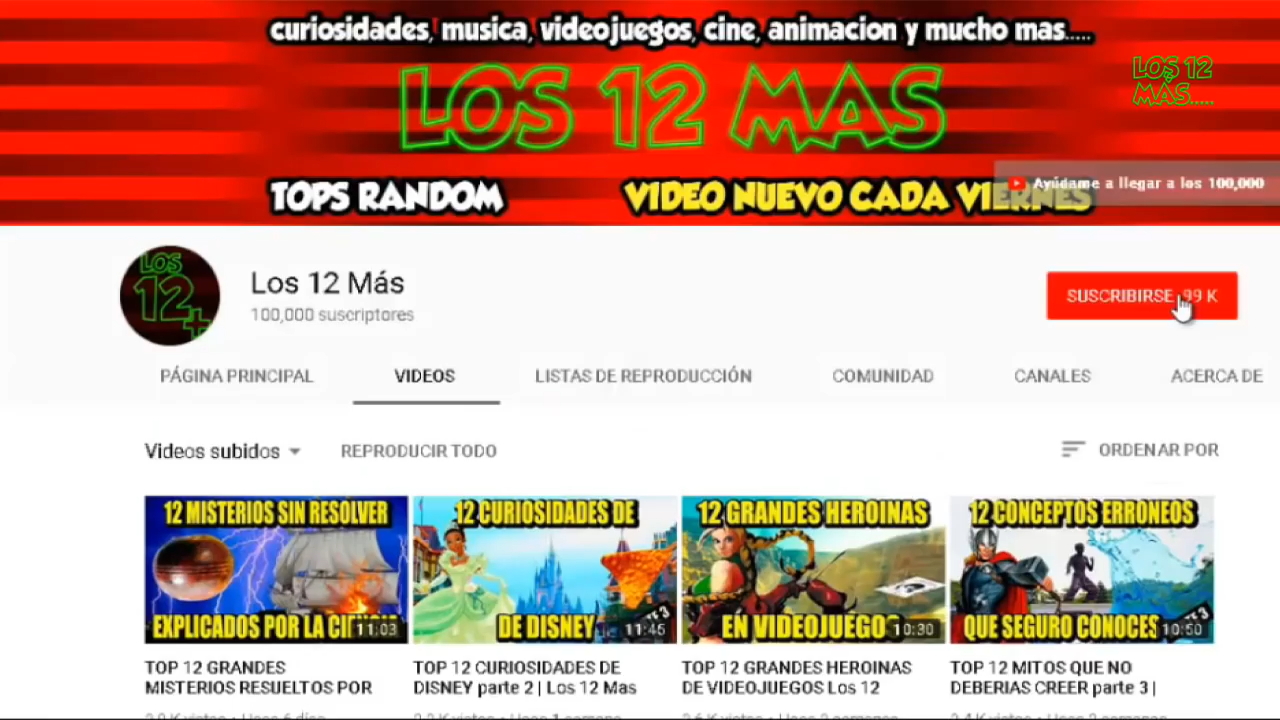 curiosidades, musica, videojuegos, cine, animacion y mucho mas.....
LOS 12 MAS
LOS 12
MÁS.....
TOPS RANDOM
VIDEO NUEVO CADA VIERNES
Ayúdame a llegar a los 100,000
LOS
12
+
Los 12 Más
100,000 suscriptores
SUSCRIBIRSE 99 K
PÁGINA PRINCIPAL
VIDEOS
LISTAS DE REPRODUCCIÓN
COMUNIDAD
CANALES
ACERCA DE
Videos subidos
REPRODUCIR TODO
ORDENAR POR
12 MISTERIOS SIN RESOLVER
EXPLICADOS POR LA
11:03
12 CURIOSIDADES DE
DE DISNEY
11:45
12 GRANDES HEROINAS
EN VIDEOJUEGO
10:30
12 CONCEPTOS ERRONEOS
QUE SEGURO CONOCES
10:50
TOP 12 GRANDES
MISTERIOS RESUELTOS POR
TOP 12 CURIOSIDADES DE
DISNEY parte 2 | Los 12 Mas
TOP 12 GRANDES HEROINAS
DE VIDEOJUEGOS Los 12
TOP 12 MITOS QUE NO
DEBERIAS CREER parte 3 |